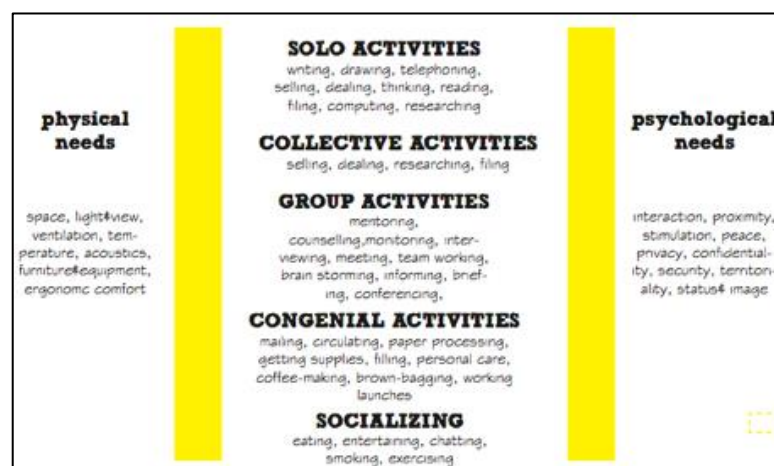 physical
needs
space, light&view,
ventilation, tem-
perature, acoustics,
furniture&equipment,
ergonomc comfort
SOLO ACTIVITIES
writing, drawing, telephoning,
selling, dealing, thinking, reading,
filing, computing, researching
COLLECTIVE ACTIVITIES
selling, dealing, researching, filing
GROUP ACTIVITIES
mentoring,
counselling,monitoring, inter-
viewing, meeting, team working,
brain storming, informing, brief-
ing, conferencing,
CONGENIAL ACTIVITIES
mailing, circulating, paper processing,
getting supplies, filling, personal care,
coffee-making, brown-bagging, working
launches
SOCIALIZING
eating, entertaining, chatting,
smoking, exercising
psychological
needs
interaction, proximity,
stimulation, peace,
privacy, confidential-
ity, security, territori-
ality, status& image